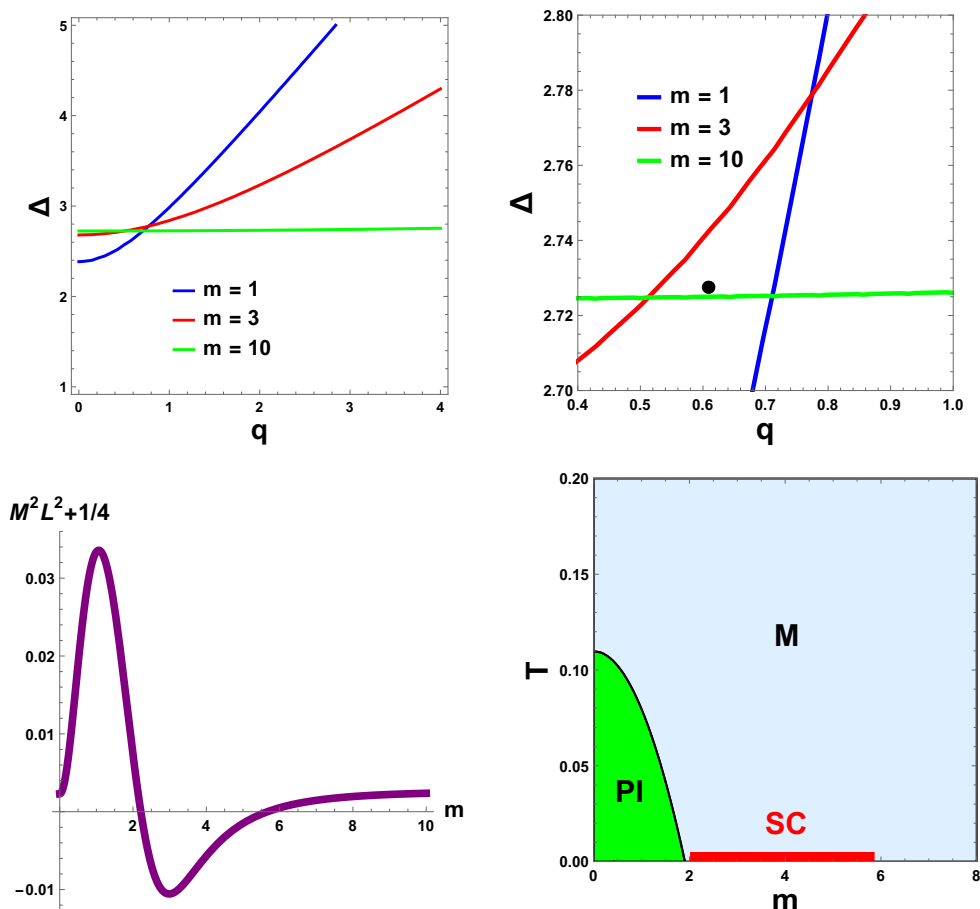 5
4
3
2
1
Δ
0
1
2
3
4
q
m = 1
m = 3
m = 10
2.80
2.78
2.76
2.74
2.72
2.70
Δ
0.4
0.5
0.6
0.7
0.8
0.9
1.0
q
m = 1
m = 3
m = 10
M²L²+1/4
0.03
0.02
0.01
−0.01
2
4
6
8
10
m
0.20
0.15
0.10
0.05
0.00
T
0
2
4
6
8
m
M
PI
SC